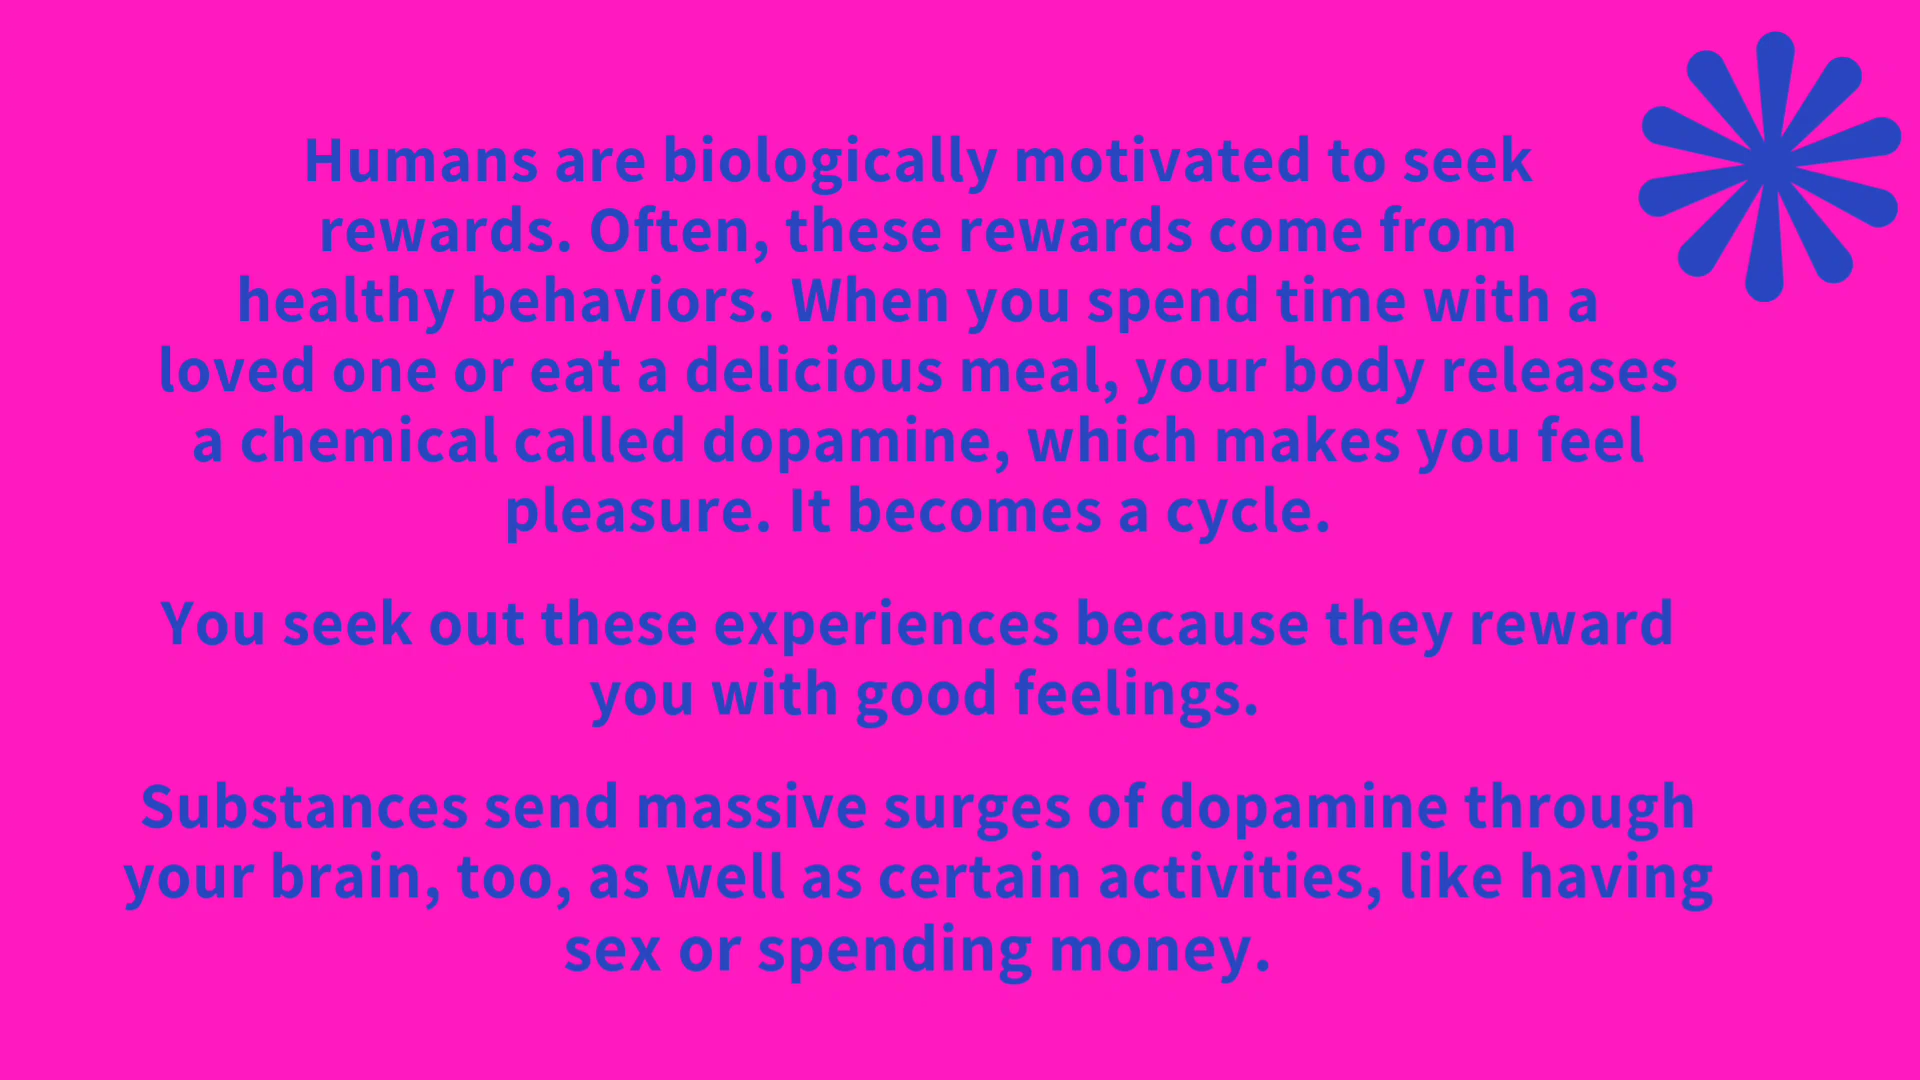 Humans are biologically motivated to seek
rewards. Often, these rewards come from
healthy behaviors. When you spend time with a
loved one or eat a delicious meal, your body releases
a chemical called dopamine, which makes you feel
pleasure. It becomes a cycle.
You seek out these experiences because they reward
you with good feelings.
Substances send massive surges of dopamine through
your brain, too, as well as certain activities, like having
sex or spending money.